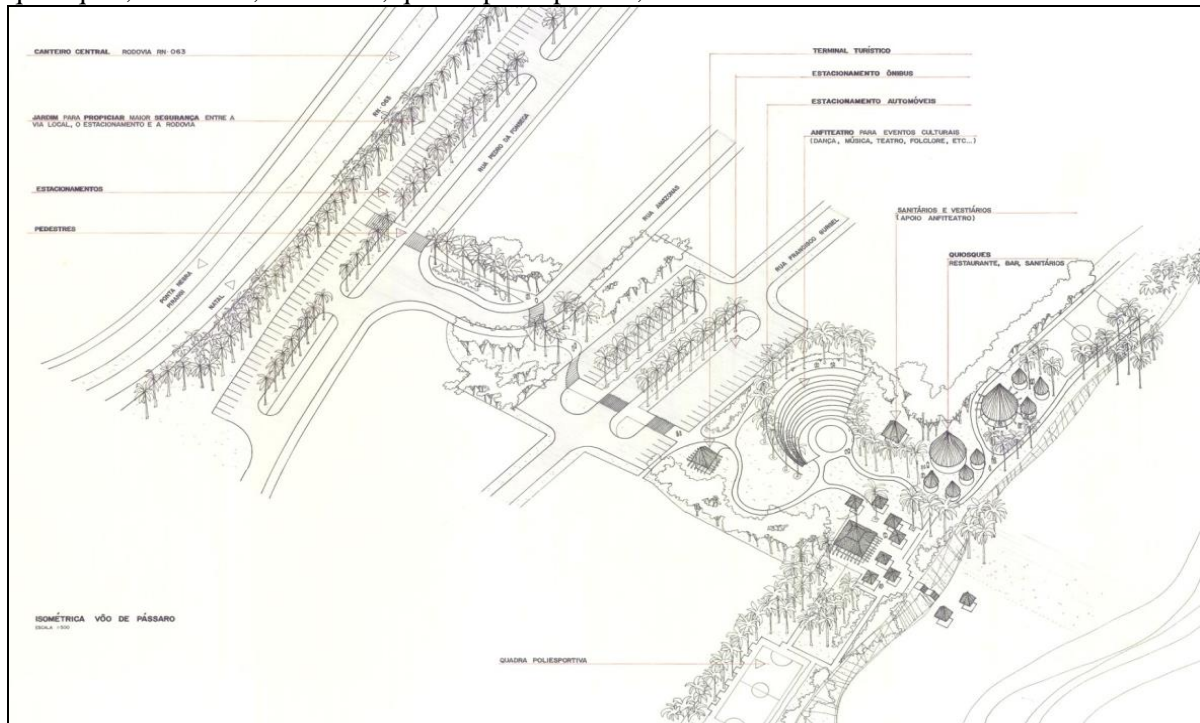 CANTEIRO CENTRAL RODOVIA RN-063
JARDIM PARA PROPICIAR MAIOR SEGURANÇA ENTRE A
VIA LOCAL, O ESTACIONAMENTO E A RODOVIA
ESTACIONAMENTOS
PEDESTRES
RN-063
RUA PEDRO DA FONSECA
PONTA NEGRA
PIRANGI
NATAL
RUA AMAZONAS
RUA FRANCISCO GURGEL
TERMINAL TURÍSTICO
ESTACIONAMENTO ÔNIBUS
ESTACIONAMENTO AUTOMÓVEIS
ANFITEATRO PARA EVENTOS CULTURAIS
(DANÇA, MÚSICA, TEATRO, FOLCLORE, ETC...)
SANITÁRIOS E VESTIÁRIOS
(APOIO ANFITEATRO)
QUIOSQUES
RESTAURANTE, BAR, SANITÁRIOS
ISOMÉTRICA VÔO DE PÁSSARO
ESCALA
QUADRA POLIESPORTIVA